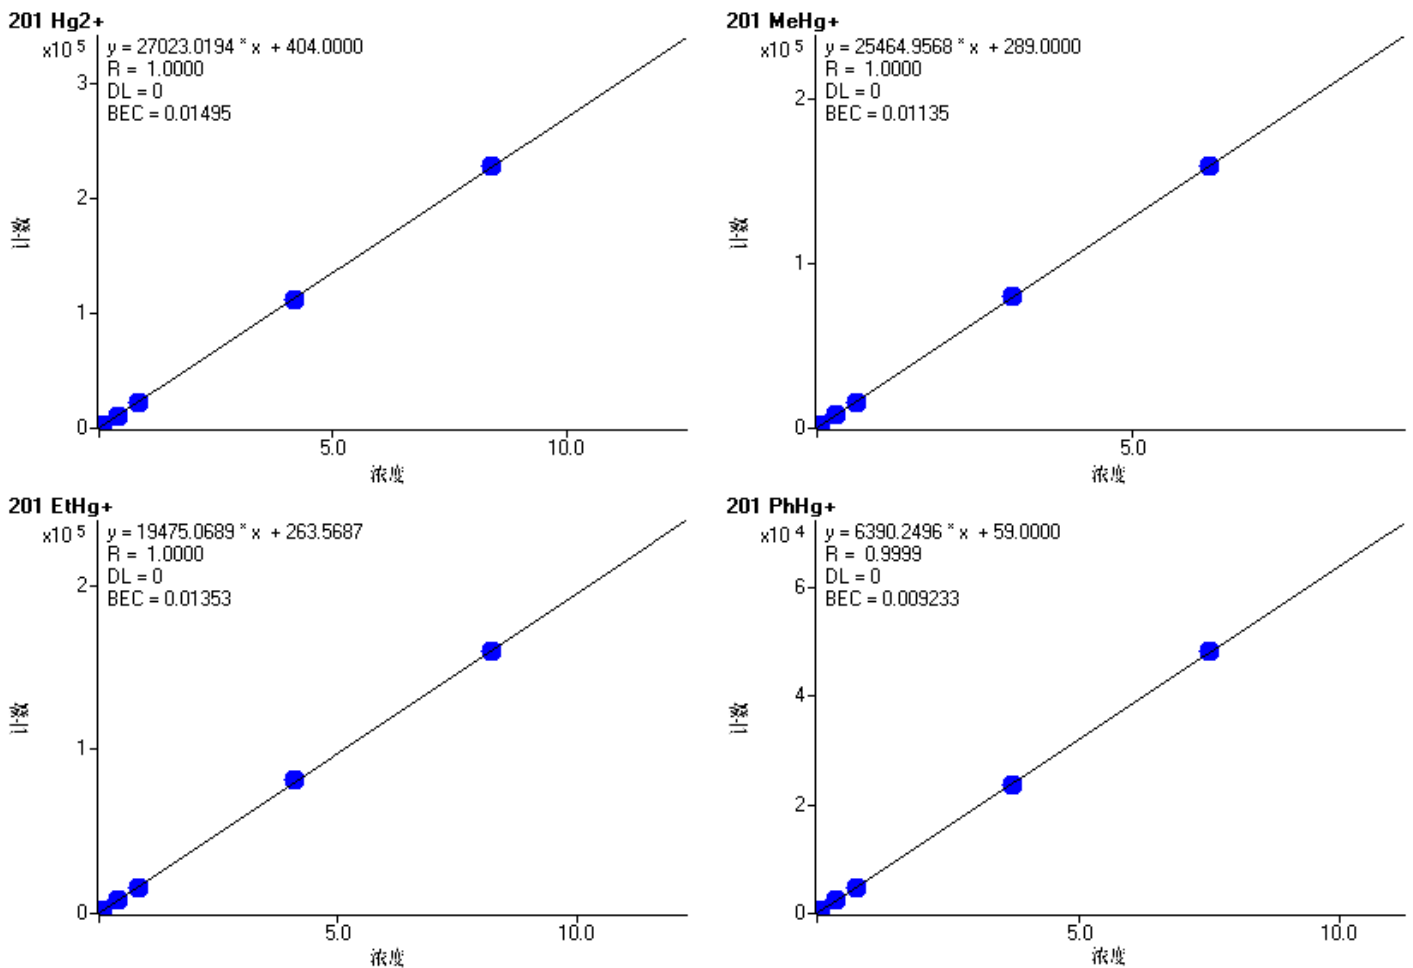 201 Hg2+
x10 5
y = 27023.0194 * x + 404.0000
R = 1.0000
DL = 0
BEC = 0.01495
3
2
1
0
5.0
10.0
计数
浓度
201 MeHg+
x10 5
y = 25464.9568 * x + 289.0000
R = 1.0000
DL = 0
BEC = 0.01135
2
1
0
5.0
计数
浓度
201 EtHg+
x10 5
y = 19475.0689 * x + 263.5687
R = 1.0000
DL = 0
BEC = 0.01353
2
1
0
5.0
10.0
计数
浓度
201 PhHg+
x10 4
y = 6390.2496 * x + 59.0000
R = 0.9999
DL = 0
BEC = 0.009233
6
4
2
0
5.0
10.0
计数
浓度